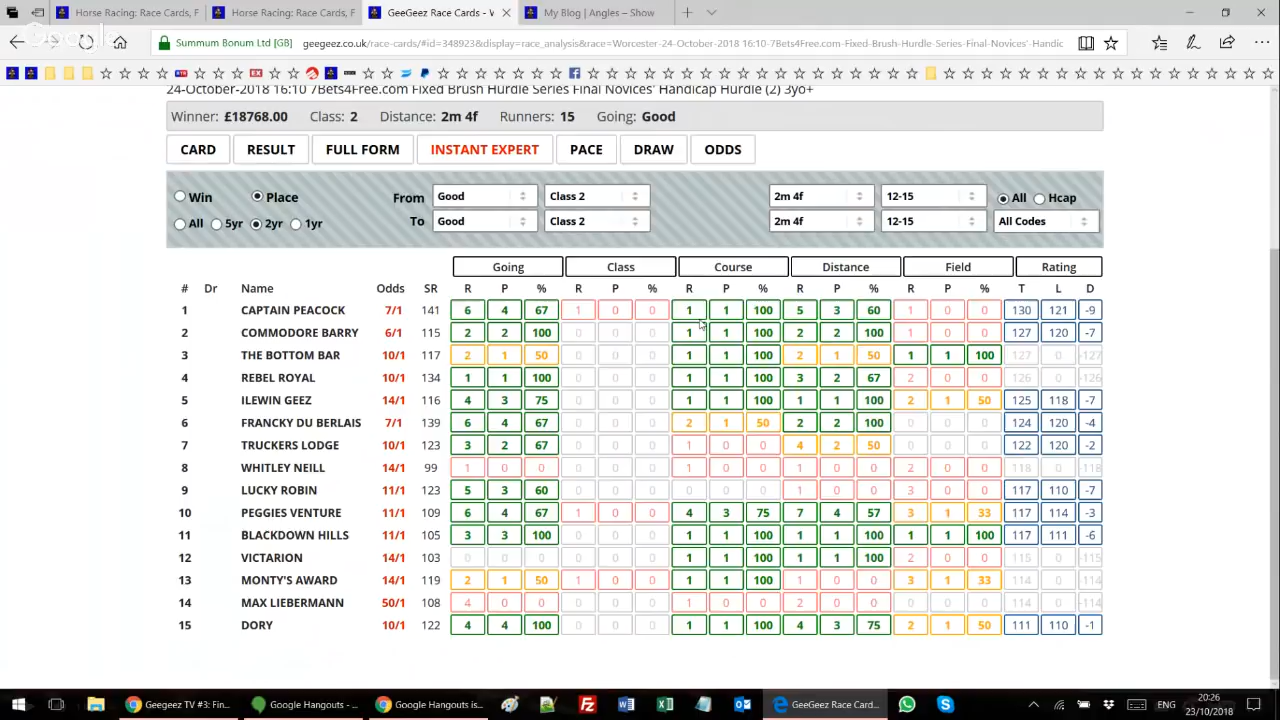 Horse Racing: Race Cards, F
Horse Racing: Race Cards, F
GeeGeez Race Cards - W
My Blog | Angles – Show
Google
Summum Bonum Ltd [GB]
geegeez.co.uk/race-cards/#id=348923&display=race_analysis&race=Worcester-24-October-2018 16:10-7Bets4Free.com-Fixed-Brush-Hurdle-Series-Final-Novices'-Handic
24-October-2018 16:10 7Bets4Free.com Fixed Brush Hurdle Series Final Novices' Handicap Hurdle (2) 3yo+
Winner: £18768.00 Class: 2 Distance: 2m 4f Runners: 15 Going: Good
CARD RESULT FULL FORM INSTANT EXPERT PACE DRAW ODDS
Win Place From Good Class 2 2m 4f 12-15 All Hcap
All 5yr 2yr 1yr To Good Class 2 2m 4f 12-15 All Codes
Going Class Course Distance Field Rating
# Dr Name Odds SR R P % R P % R P % R P % R P % T L D
1 CAPTAIN PEACOCK 7/1 141 6 4 67 1 0 0 1 1 100 5 3 60 1 0 0 130 121 -9
2 COMMODORE BARRY 6/1 115 2 2 100 0 0 0 1 1 100 2 2 100 1 0 0 127 120 -7
3 THE BOTTOM BAR 10/1 117 2 1 50 0 0 0 1 1 100 2 1 50 1 1 100 127 0 -127
4 REBEL ROYAL 10/1 134 1 1 100 0 0 0 1 1 100 3 2 67 2 0 0 126 0 -126
5 ILEWIN GEEZ 14/1 116 4 3 75 0 0 0 1 1 100 1 1 100 2 1 50 125 118 -7
6 FRANCKY DU BERLAIS 7/1 139 6 4 67 0 0 0 2 1 50 2 2 100 0 0 0 124 120 -4
7 TRUCKERS LODGE 10/1 123 3 2 67 0 0 0 1 0 0 4 2 50 0 0 0 122 120 -2
8 WHITLEY NEILL 14/1 99 1 0 0 0 0 0 1 0 0 1 0 0 2 0 0 118 0 -118
9 LUCKY ROBIN 11/1 123 5 3 60 0 0 0 0 0 0 1 0 0 3 0 0 117 110 -7
10 PEGGIES VENTURE 11/1 109 6 4 67 1 0 0 4 3 75 7 4 57 3 1 33 117 114 -3
11 BLACKDOWN HILLS 11/1 105 3 3 100 0 0 0 1 1 100 1 1 100 1 1 100 117 111 -6
12 VICTARION 14/1 103 0 0 0 0 0 0 1 1 100 1 1 100 2 0 0 115 0 -115
13 MONTY'S AWARD 14/1 119 2 1 50 1 0 0 1 1 100 1 0 0 3 1 33 114 0 -114
14 MAX LIEBERMANN 50/1 108 4 0 0 0 0 0 1 0 0 2 0 0 0 0 0 114 0 -114
15 DORY 10/1 122 4 4 100 0 0 0 1 1 100 4 3 75 2 1 50 111 110 -1
Geegeez TV #3: Fin...
Google Hangouts - ...
Google Hangouts is...
GeeGeez Race Card...
ENG
20:26
23/10/2018